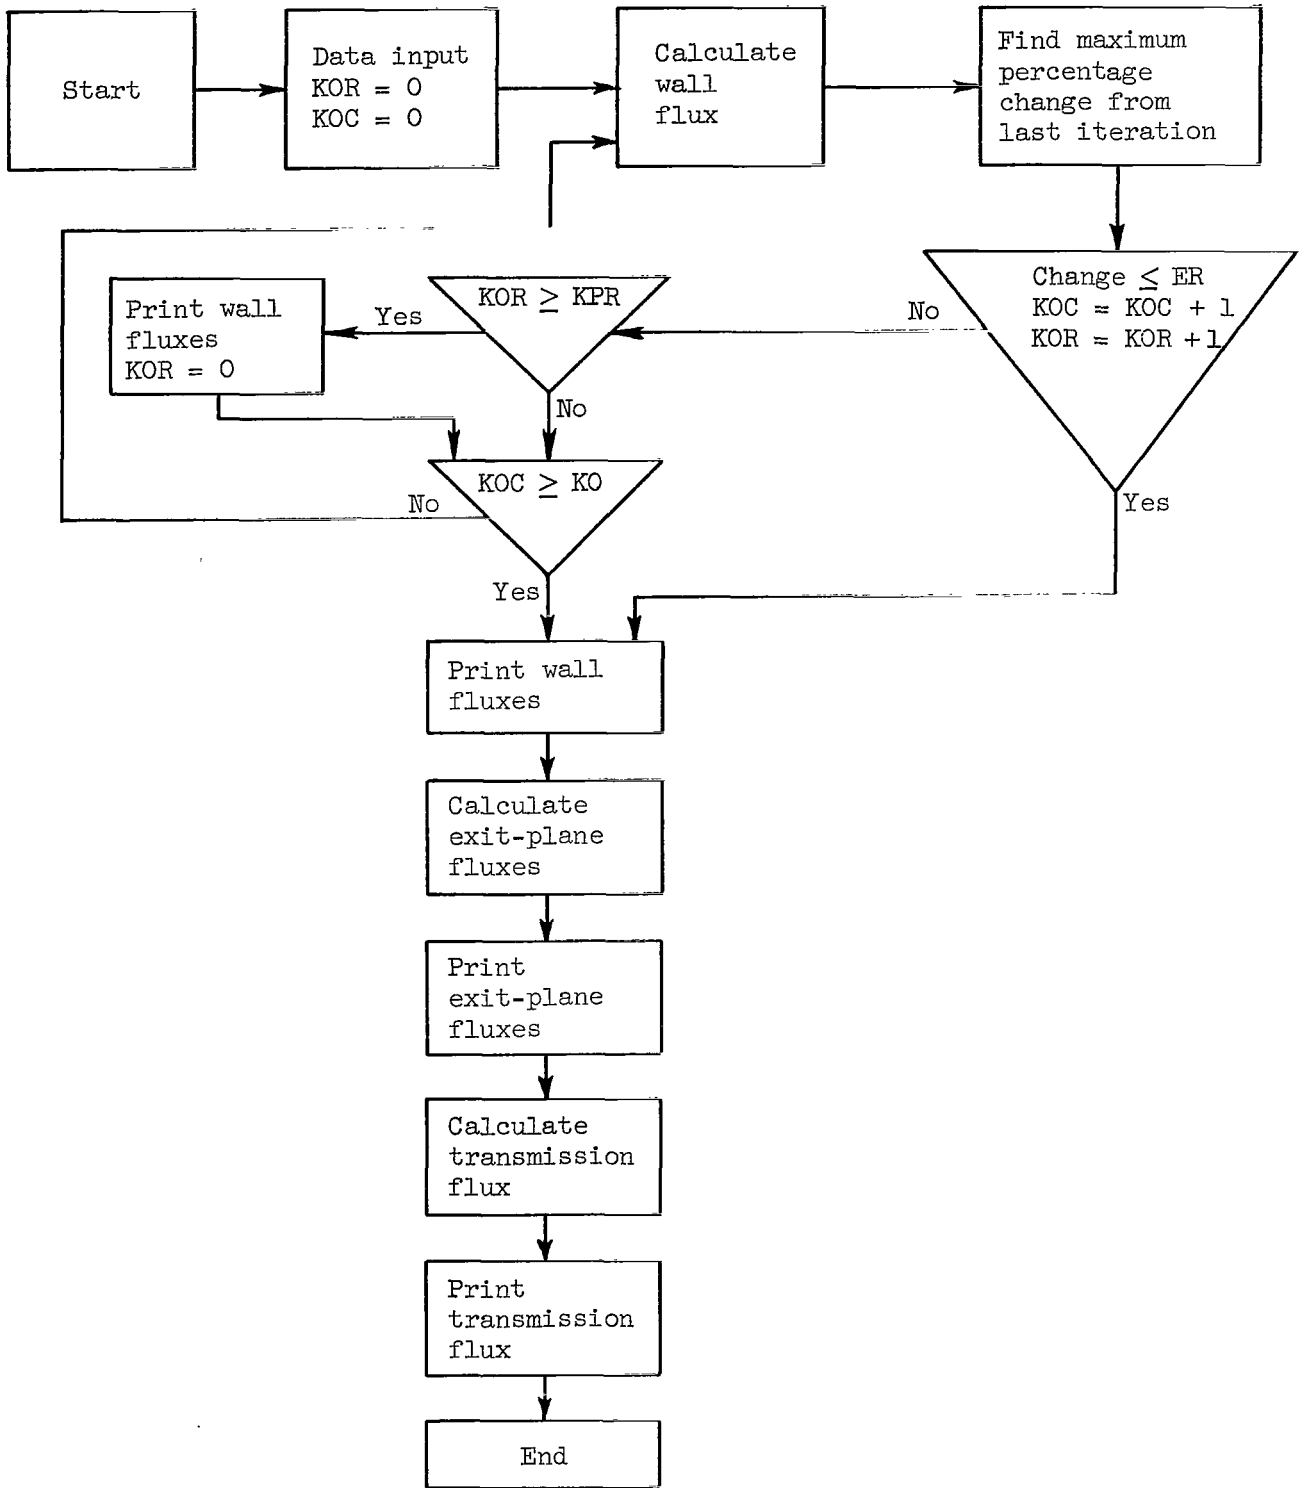 Start
Data input
KOR = 0
KOC = 0
Calculate
wall
flux
Find maximum
percentage
change from
last iteration
Change ≤ ER
KOC = KOC + 1
KOR = KOR + 1
No
Yes
KOR ≥ KPR
Yes
No
Print wall
fluxes
KOR = 0
KOC ≥ KO
No
Yes
Print wall
fluxes
Calculate
exit-plane
fluxes
Print
exit-plane
fluxes
Calculate
transmission
flux
Print
transmission
flux
End